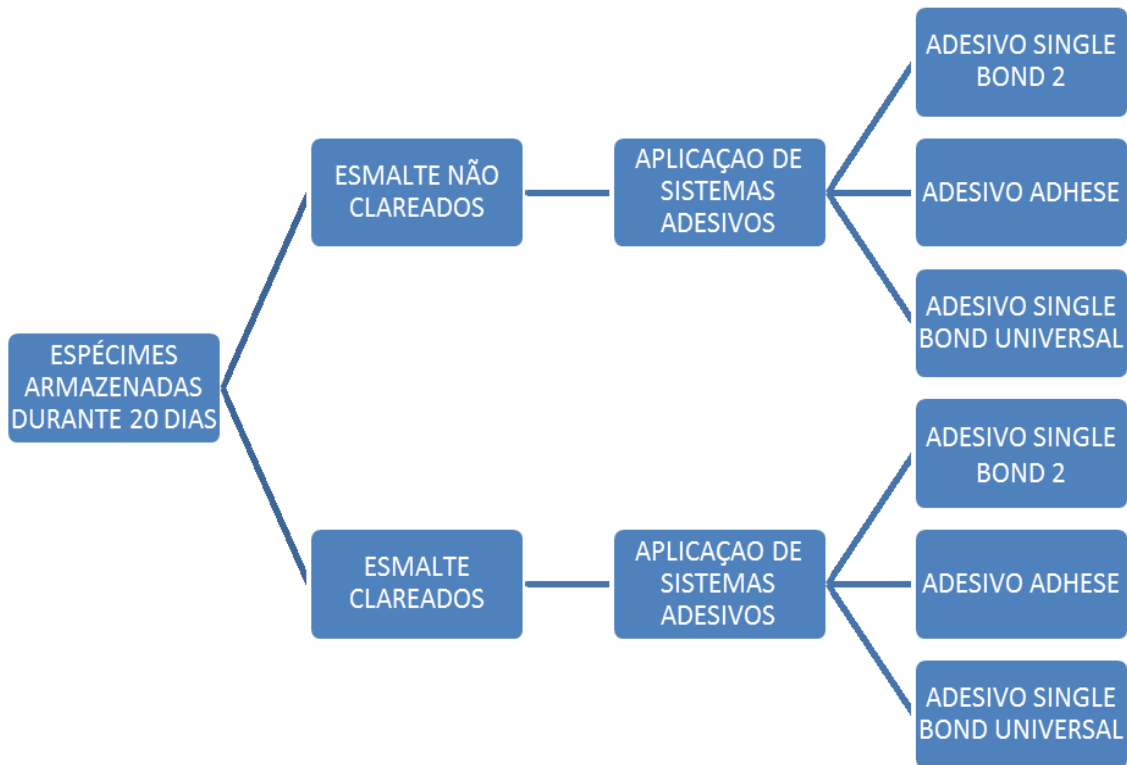 ESPÉCIMES
ARMAZENADAS
DURANTE 20 DIAS
ESMALTE NÃO
CLAREADOS
APLICAÇAO DE
SISTEMAS
ADESIVOS
ADESIVO SINGLE
BOND 2
ADESIVO ADHESE
ADESIVO SINGLE
BOND UNIVERSAL
ESMALTE
CLAREADOS
APLICAÇAO DE
SISTEMAS
ADESIVOS
ADESIVO SINGLE
BOND 2
ADESIVO ADHESE
ADESIVO SINGLE
BOND UNIVERSAL